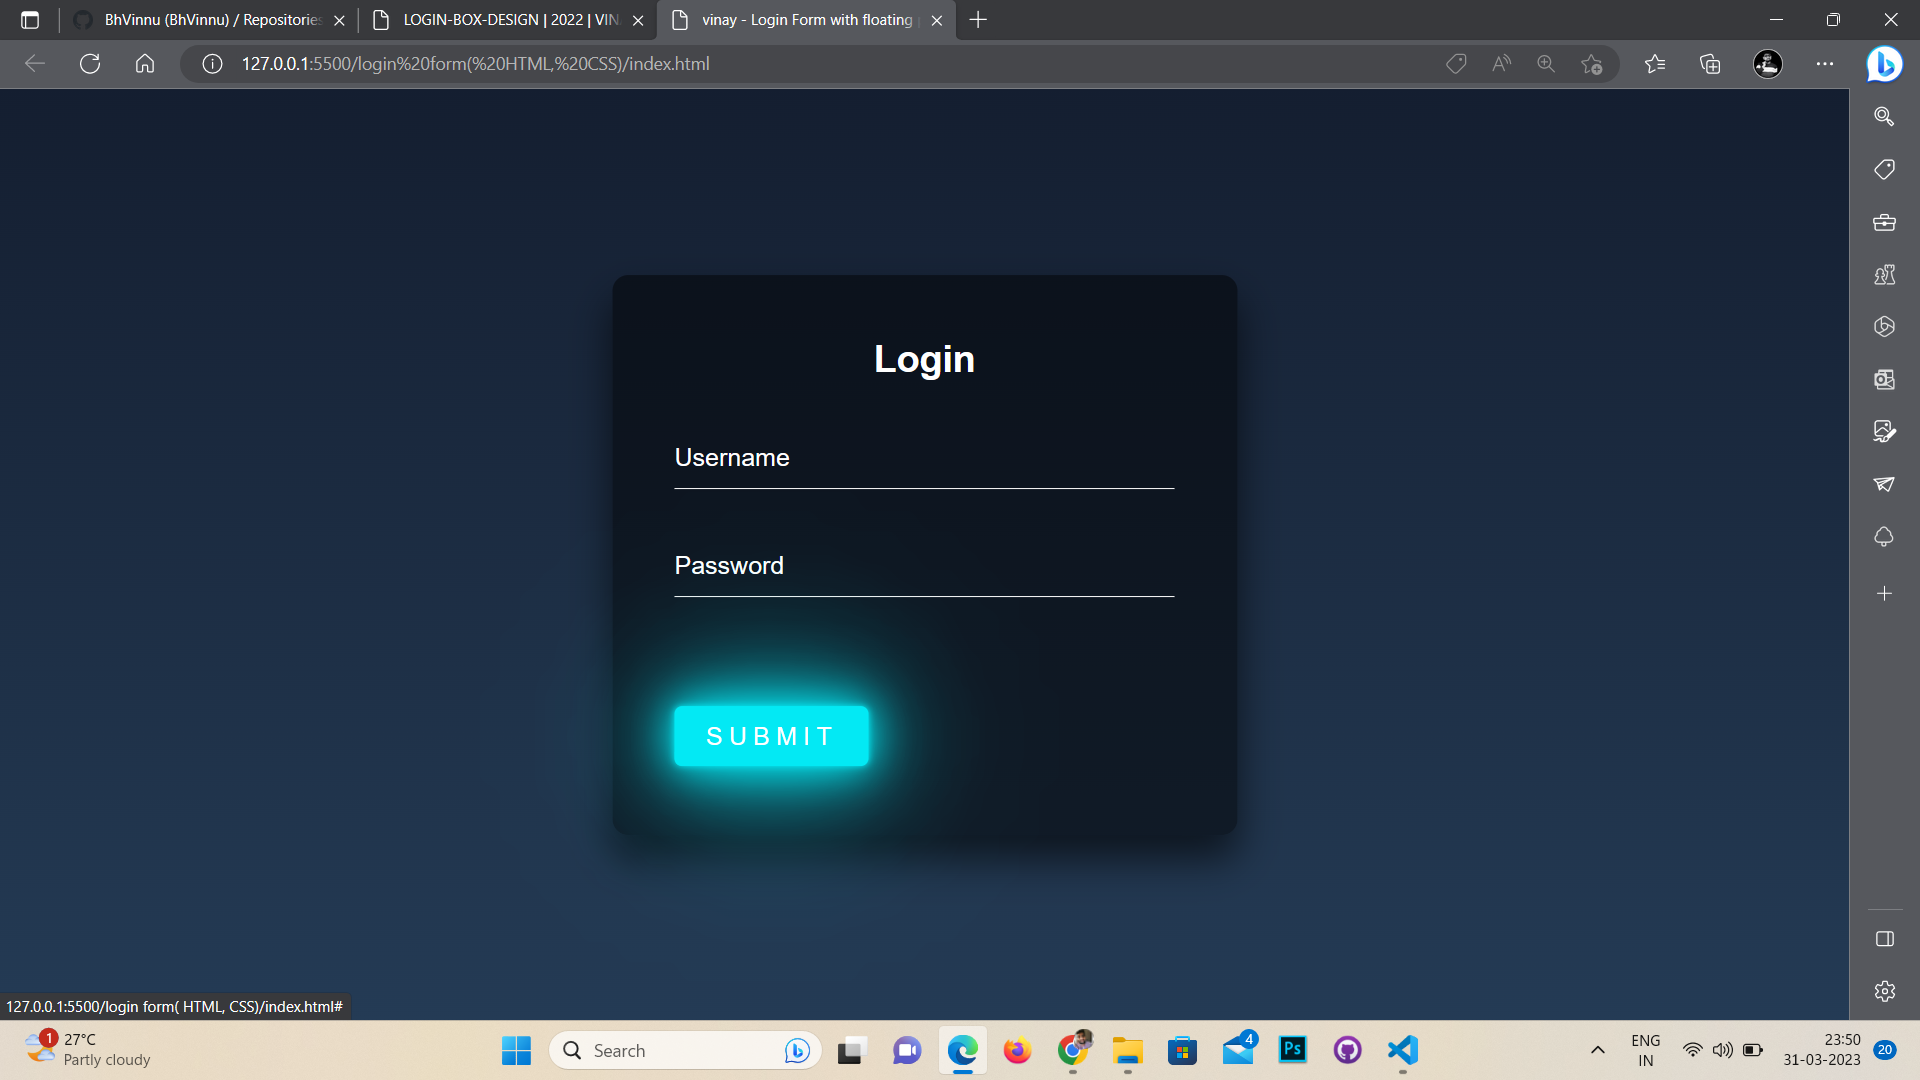 BhVinnu (BhVinnu) / Repositories
LOGIN-BOX-DESIGN | 2022 | VIN
vinay - Login Form with floating
127.0.0.1:5500/login%20form(%20HTML,%20CSS)/index.html
Login
Username
Password
SUBMIT
127.0.0.1:5500/login form( HTML, CSS)/index.html#
1
27°C
Partly cloudy
Search
4
Ps
ENG
IN
23:50
31-03-2023
20